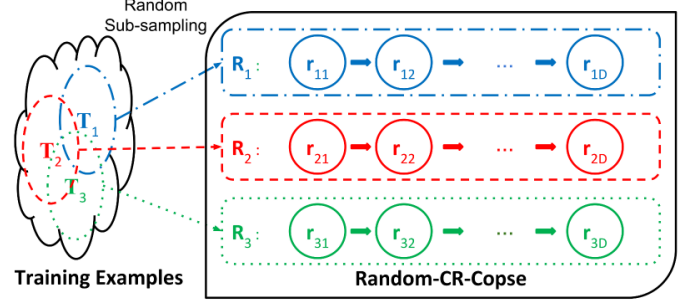 Random
Sub-sampling
T1
T2
T3
R1: r11 r12 ... r1D
R2: r21 r22 ... r2D
R3: r31 r32 ... r3D
Training Examples
Random-CR-Copse